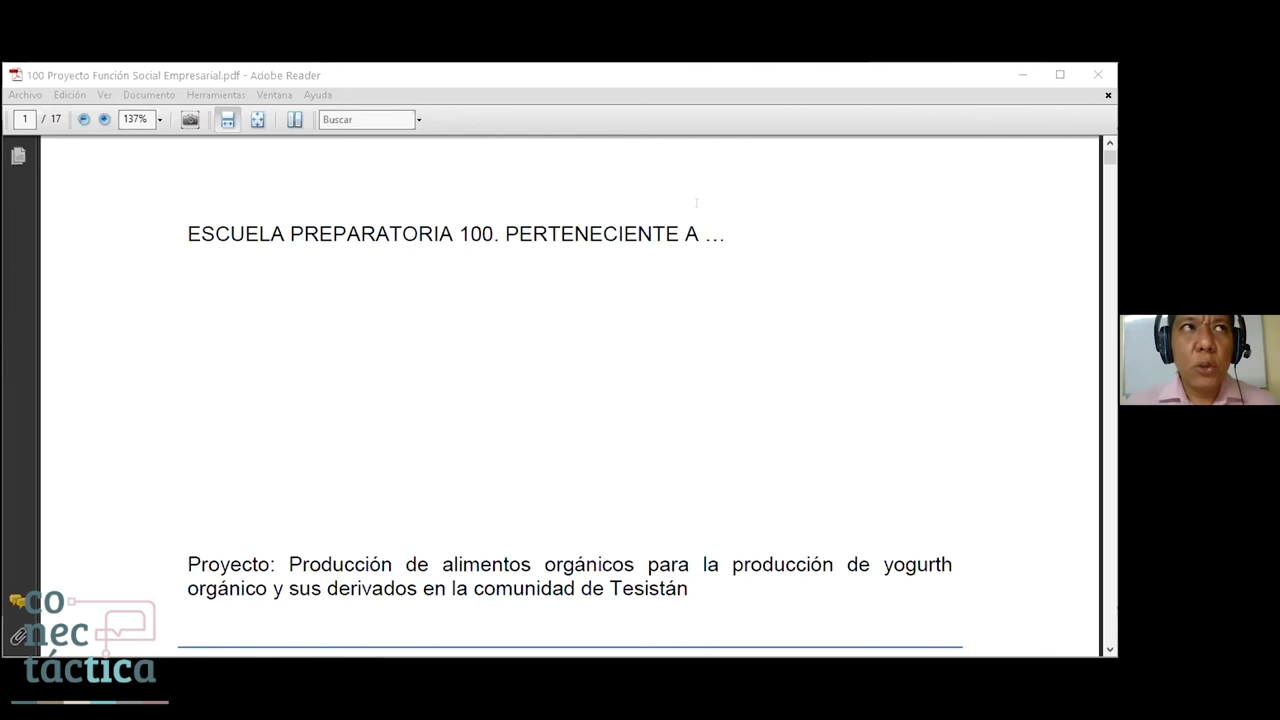 100 Proyecto Función Social Empresarial.pdf - Adobe Reader
Archivo Edición Ver Documento Herramientas Ventana Ayuda
1 / 17 137% Buscar
ESCUELA PREPARATORIA 100. PERTENECIENTE A …
Proyecto: Producción de alimentos orgánicos para la producción de yogurth
orgánico y sus derivados en la comunidad de Tesistán
co
nec
táctica